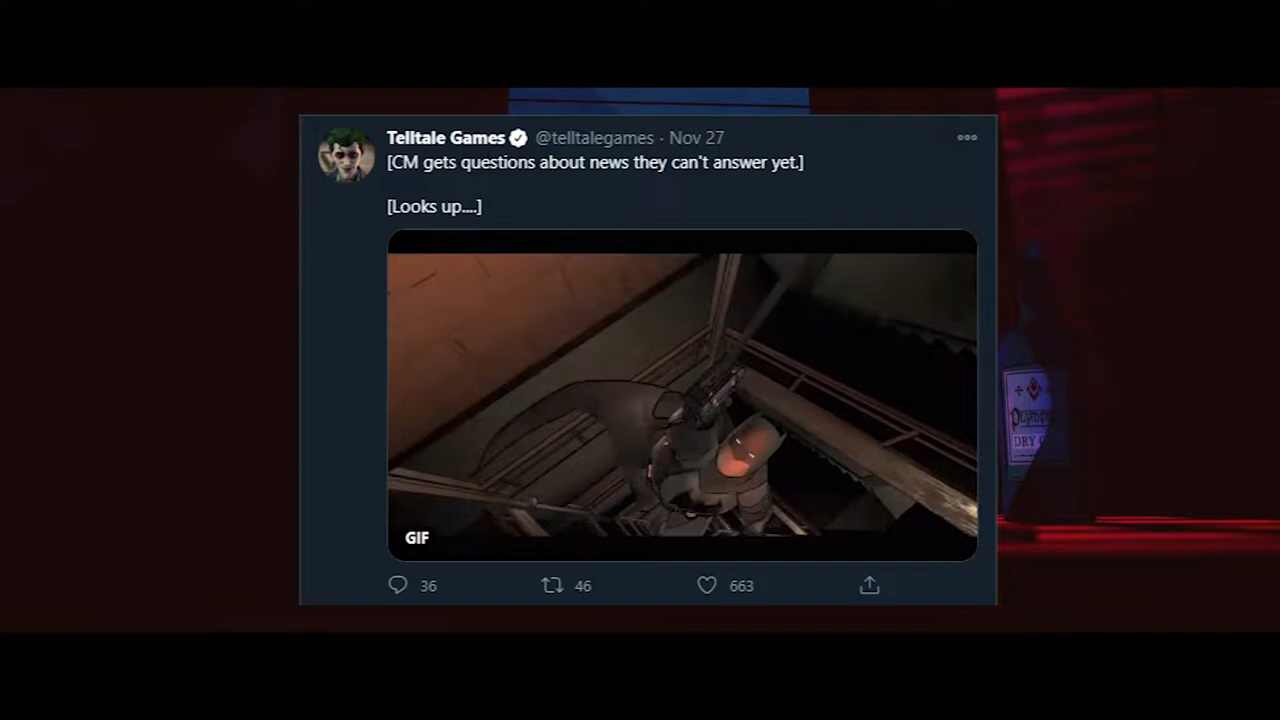 Telltale Games @telltalegames · Nov 27
[CM gets questions about news they can't answer yet.]
[Looks up....]
GIF
36 46 663
DRY